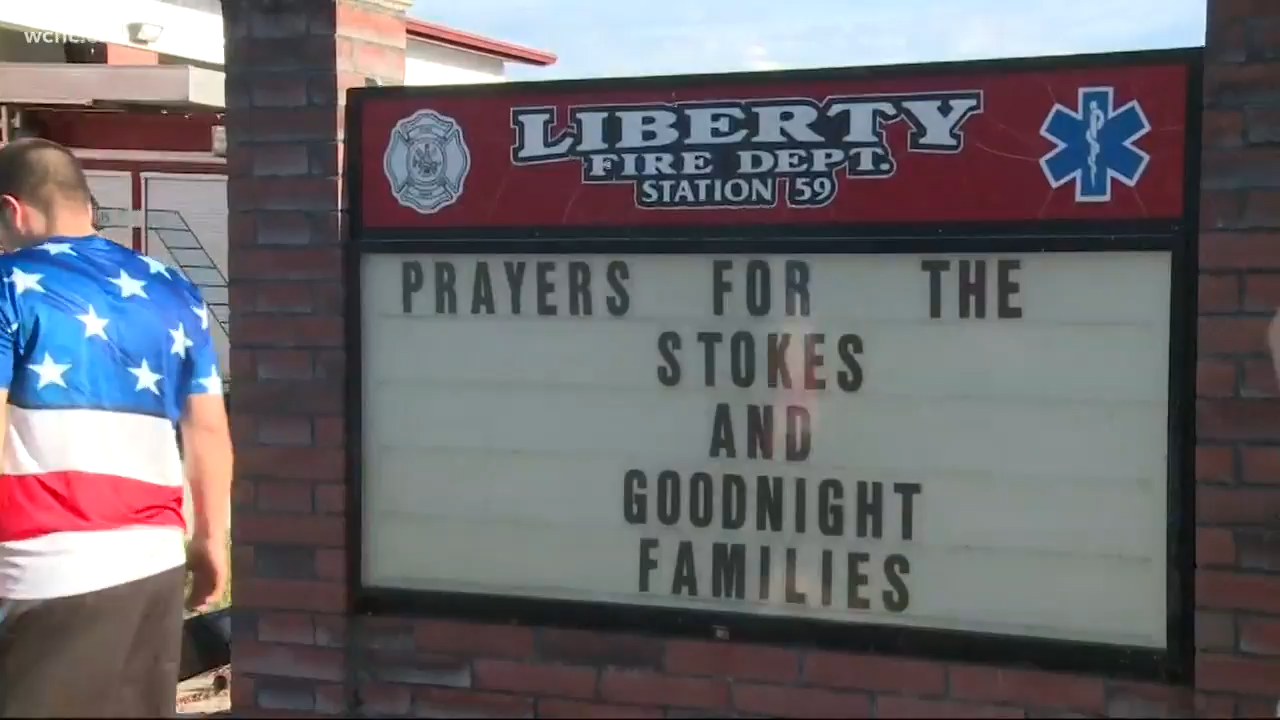 LIBERTY
FIRE DEPT.
STATION 59
PRAYERS FOR THE
STOKES
AND
GOODNIGHT
FAMILIES